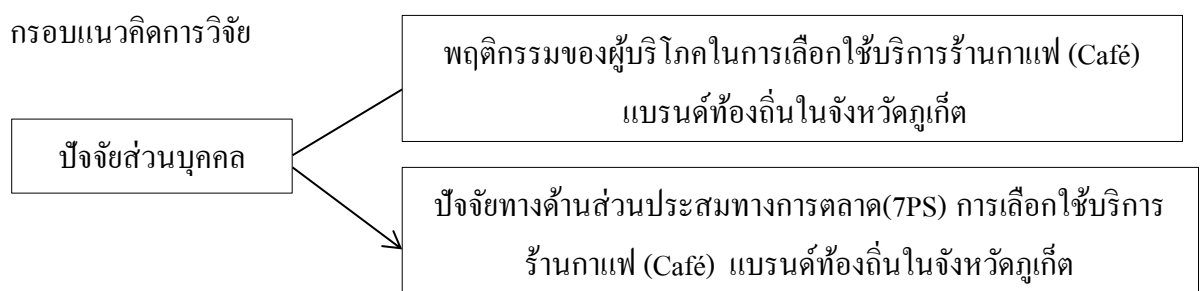 กรอบแนวคิดการวิจัย
พฤติกรรมของผู้บริโภคในการเลือกใช้บริการร้านกาแฟ (Café)
แบรนด์ท้องถิ่นในจังหวัดภูเก็ต
ปัจจัยส่วนบุคคล
ปัจจัยทางด้านส่วนประสมทางการตลาด(7PS) การเลือกใช้บริการ
ร้านกาแฟ (Café) แบรนด์ท้องถิ่นในจังหวัดภูเก็ต